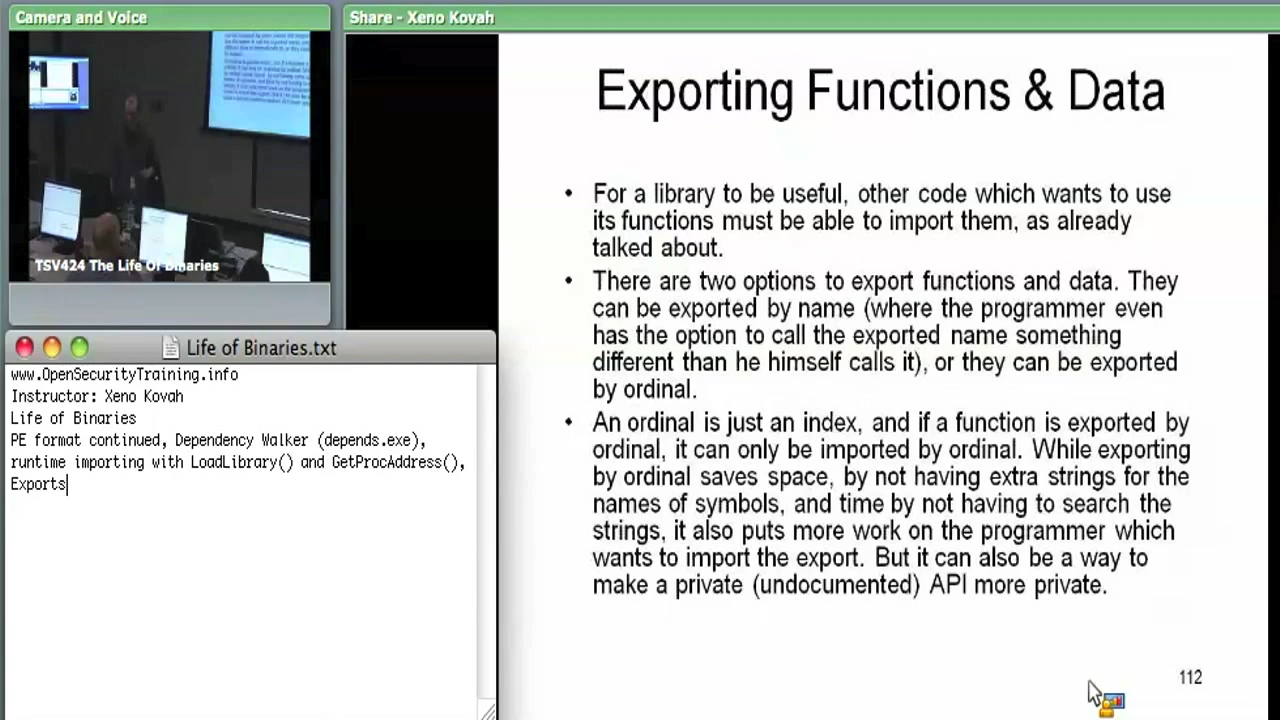 Camera and Voice
Share - Xeno Kovah
TSV424 The Life Of Binaries
Life of Binaries.txt
www.OpenSecurityTraining.info
Instructor: Xeno Kovah
Life of Binaries
PE format continued, Dependency Walker (depends.exe),
runtime importing with LoadLibrary() and GetProcAddress(),
Exports
Exporting Functions & Data
• For a library to be useful, other code which wants to use
its functions must be able to import them, as already
talked about.
• There are two options to export functions and data. They
can be exported by name (where the programmer even
has the option to call the exported name something
different than he himself calls it), or they can be exported
by ordinal.
• An ordinal is just an index, and if a function is exported by
ordinal, it can only be imported by ordinal. While exporting
by ordinal saves space, by not having extra strings for the
names of symbols, and time by not having to search the
strings, it also puts more work on the programmer which
wants to import the export. But it can also be a way to
make a private (undocumented) API more private.
112